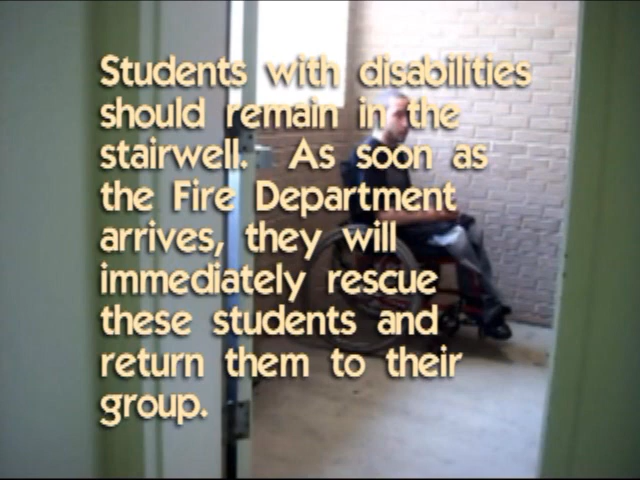 Students with disabilities
should remain in the
stairwell. As soon as
the Fire Department
arrives, they will
immediately rescue
these students and
return them to their
group.